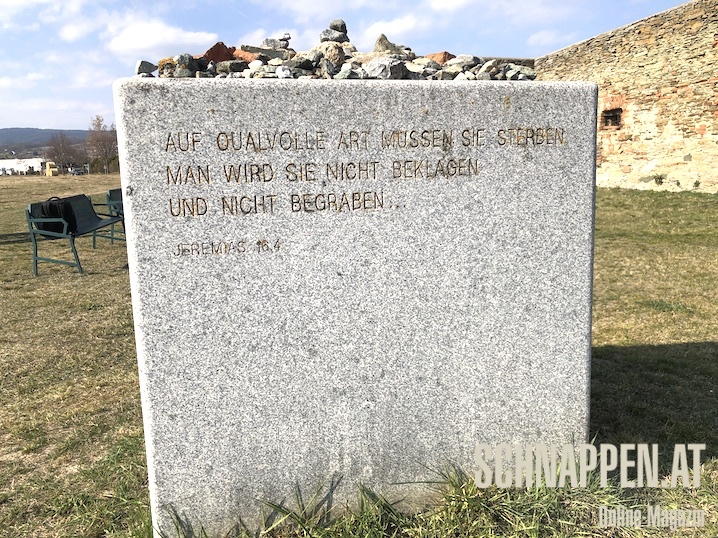 AUF QUALVOLLE ART MÜSSEN SIE STERBEN
MAN WIRD SIE NICHT BEKLAGEN
UND NICHT BEGRABEN...
JEREMIAS 16.4
SCHNAPPEN.AT
Online-Magazin